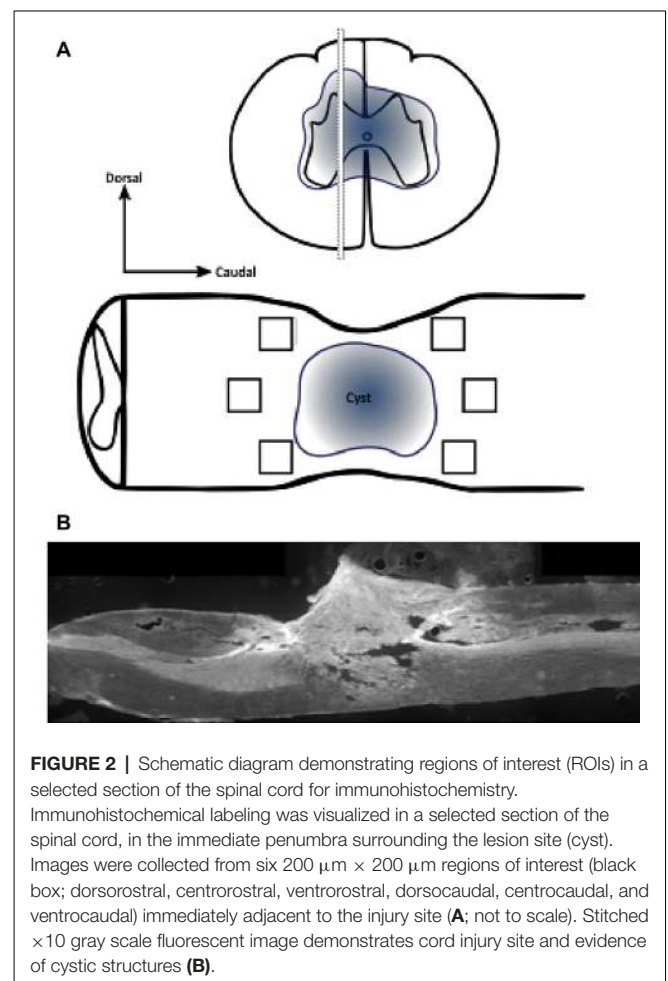 A
Dorsal
Caudal
Cyst
B
FIGURE 2 | Schematic diagram demonstrating regions of interest (ROIs) in a
selected section of the spinal cord for immunohistochemistry.
Immunohistochemical labeling was visualized in a selected section of the
spinal cord, in the immediate penumbra surrounding the lesion site (cyst).
Images were collected from six 200 μm × 200 μm regions of interest (black
box; dorsorostral, centrorostral, ventrorostral, dorsocaudal, centrocaudal, and
ventrocaudal) immediately adjacent to the injury site (A; not to scale). Stitched
×10 gray scale fluorescent image demonstrates cord injury site and evidence
of cystic structures (B).